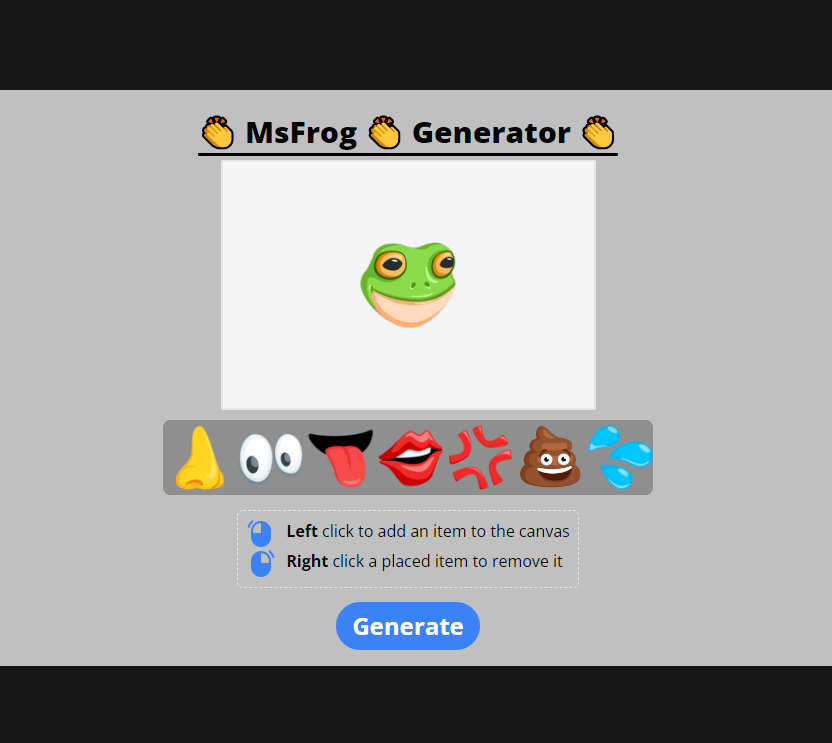 👏 MsFrog 👏 Generator 👏
Left click to add an item to the canvas
Right click a placed item to remove it
Generate